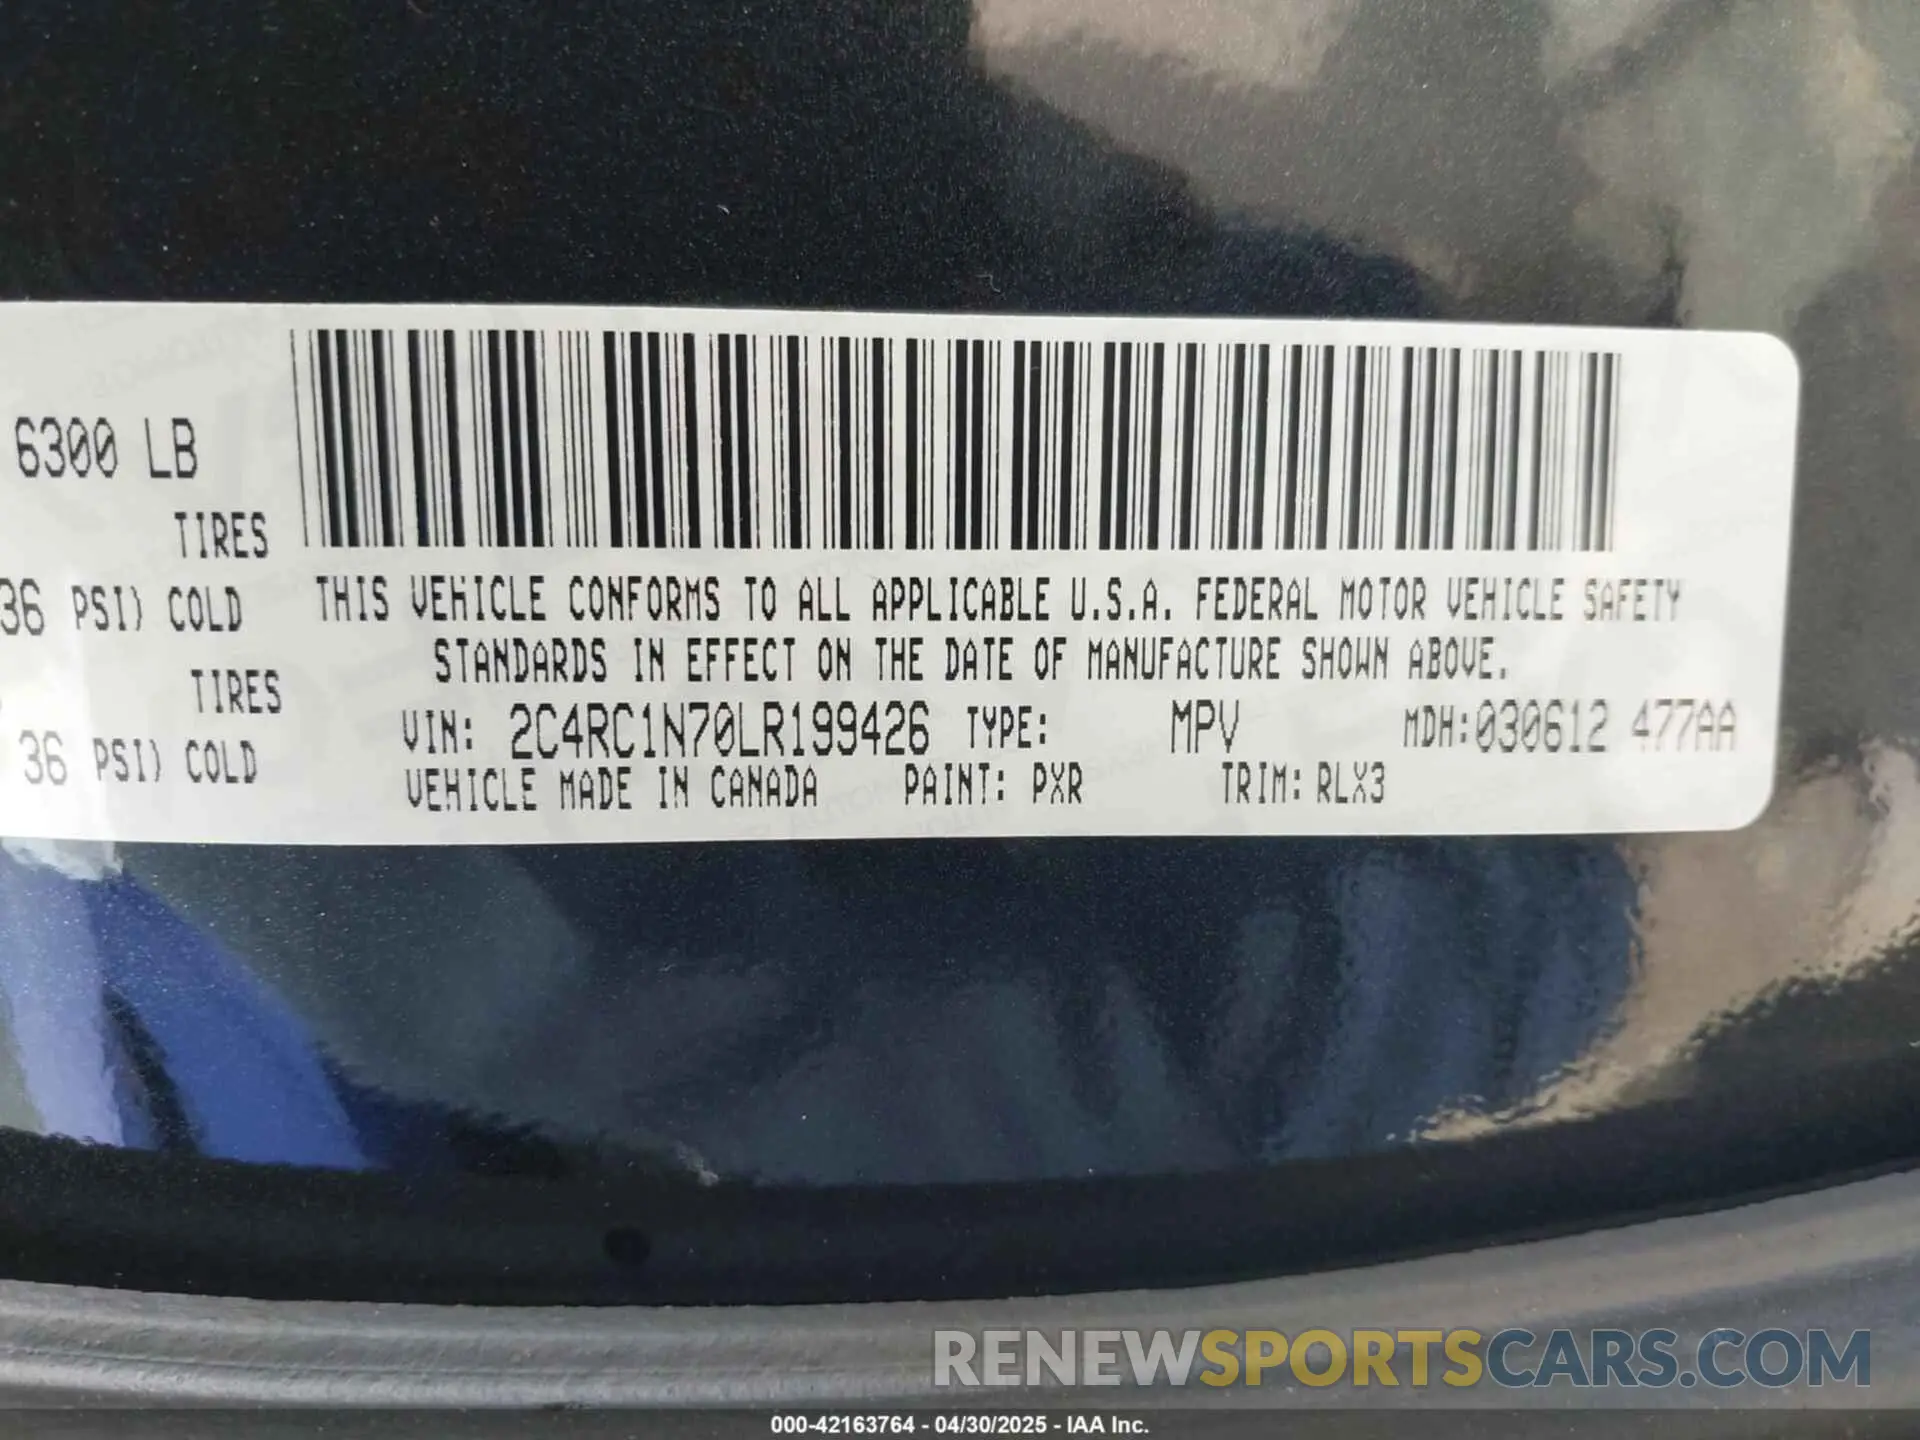 6300 LB
TIRES
36 PSI) COLD
TIRES
36 PSI) COLD
THIS VEHICLE CONFORMS TO ALL APPLICABLE U.S.A. FEDERAL MOTOR VEHICLE SAFETY
STANDARDS IN EFFECT ON THE DATE OF MANUFACTURE SHOWN ABOVE.
VIN: 2C4RC1N70LR199426 TYPE: MPV MDH:030612 477AA
VEHICLE MADE IN CANADA PAINT: PXR TRIM: RLX3
RENEWSPORTSCARS.COM
000-42163764 - 04/30/2025 - IAA Inc.